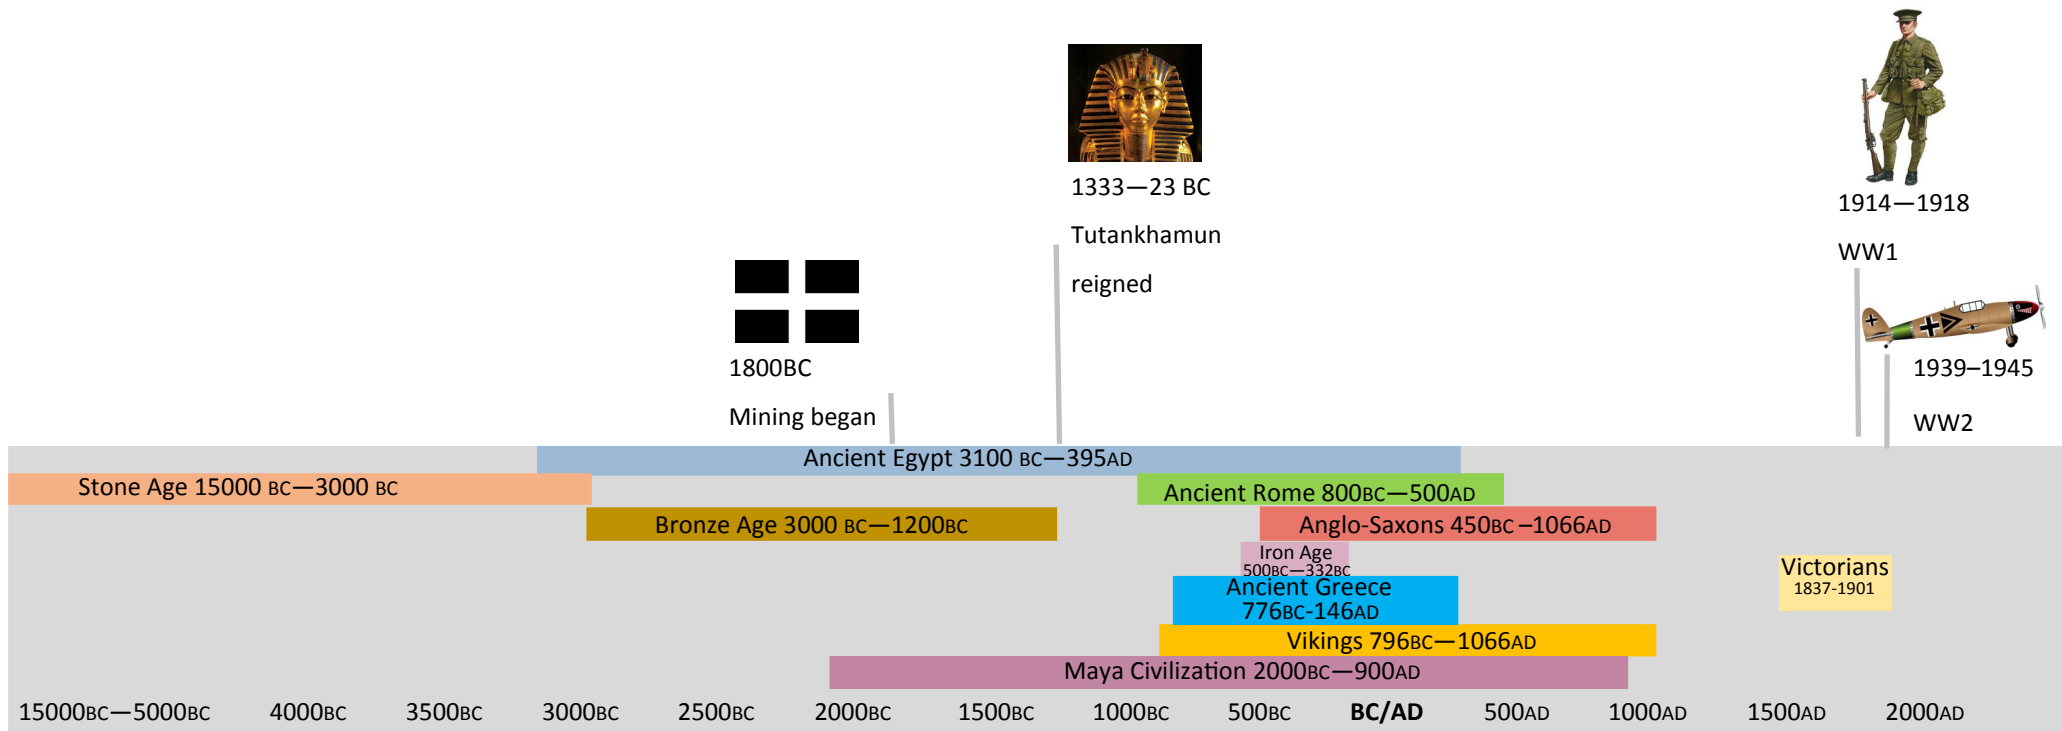 1333—23 BC
Tutankhamun
reigned
1914—1918
WW1
1800BC
Mining began
1939–1945
WW2
Ancient Egypt 3100 BC—395AD
Stone Age 15000 BC—3000 BC
Ancient Rome 800BC—500AD
Bronze Age 3000 BC—1200BC
Anglo-Saxons 450BC –1066AD
Iron Age
500BC—332BC
Victorians
1837-1901
Ancient Greece
776BC-146AD
Vikings 796BC—1066AD
Maya Civilization 2000BC—900AD
15000BC—5000BC 4000BC 3500BC 3000BC 2500BC 2000BC 1500BC 1000BC 500BC BC/AD 500AD 1000AD 1500AD 2000AD